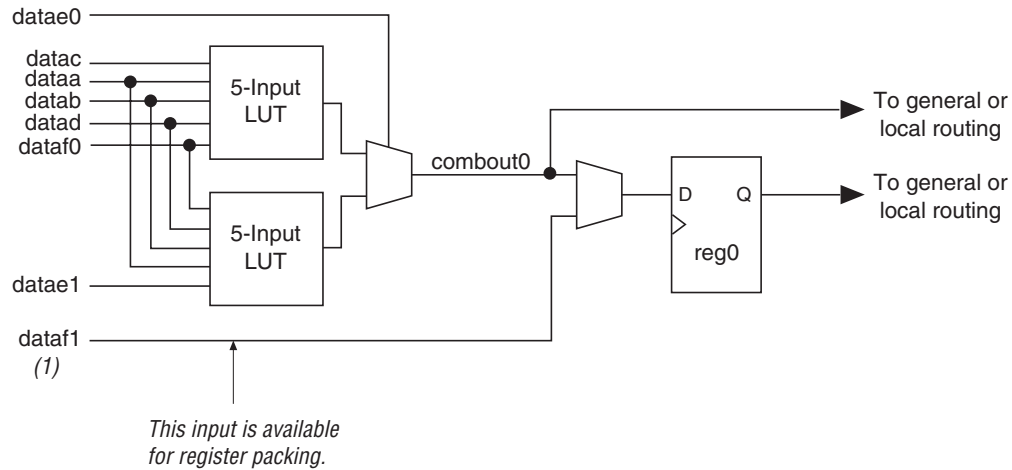 datae0
datac
dataa
datab
datad
dataf0
5-Input
LUT
combout0
To general or
local routing
D Q
reg0
To general or
local routing
5-Input
LUT
datae1
dataf1
(1)
This input is available
for register packing.